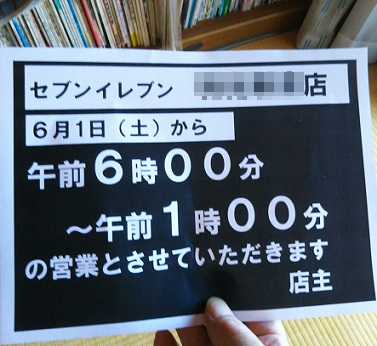 セブンイレブン 店
6月1日(土)から
午前6時00分
~午前1時00分
の営業とさせていただきます
店主